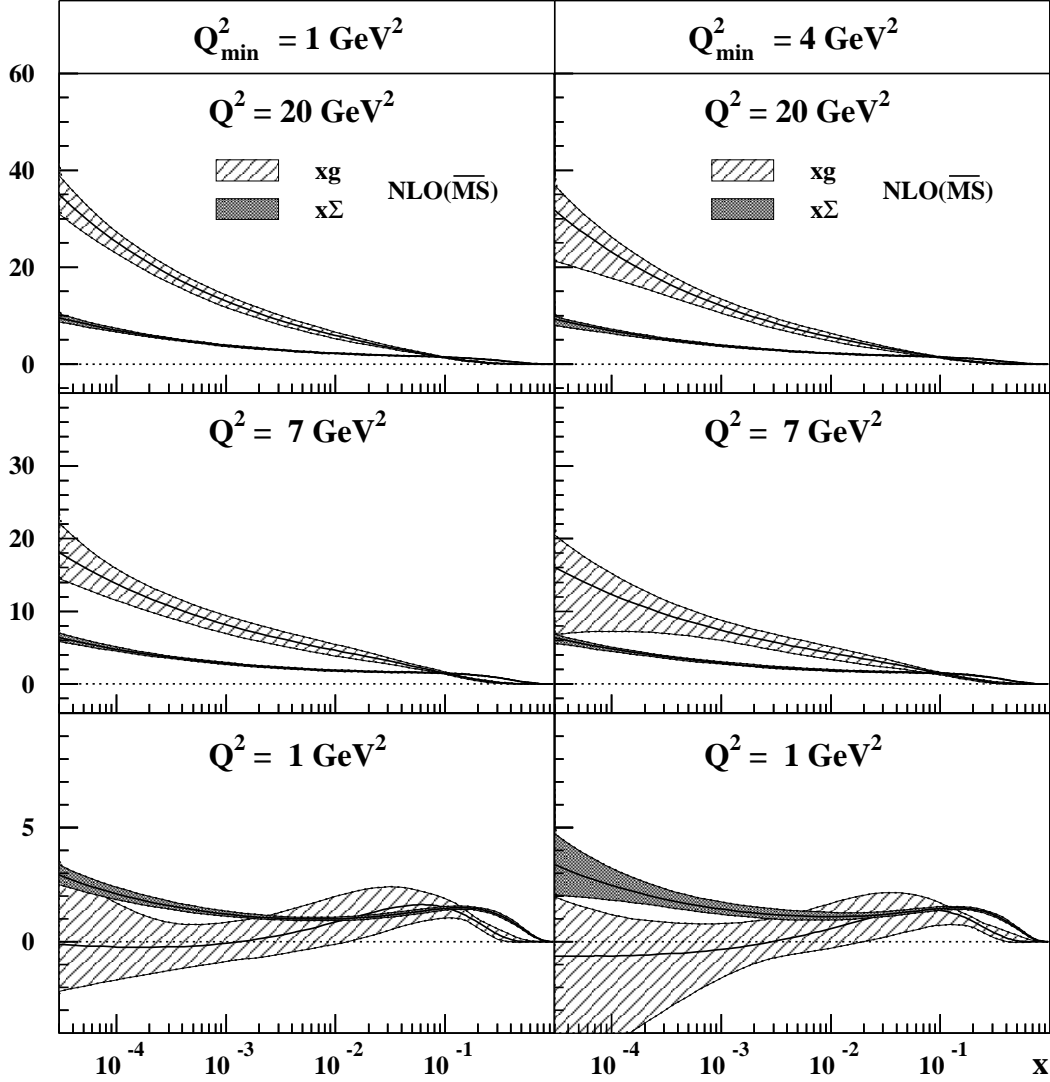 Q²min = 1 GeV²
Q²min = 4 GeV²
60
Q² = 20 GeV²
Q² = 20 GeV²
40
xg
NLO(M̅S̅)
xΣ
xg
NLO(M̅S̅)
xΣ
20
0
Q² = 7 GeV²
Q² = 7 GeV²
30
20
10
0
Q² = 1 GeV²
Q² = 1 GeV²
5
0
10⁻⁴ 10⁻³ 10⁻² 10⁻¹ 10⁻⁴ 10⁻³ 10⁻² 10⁻¹ x